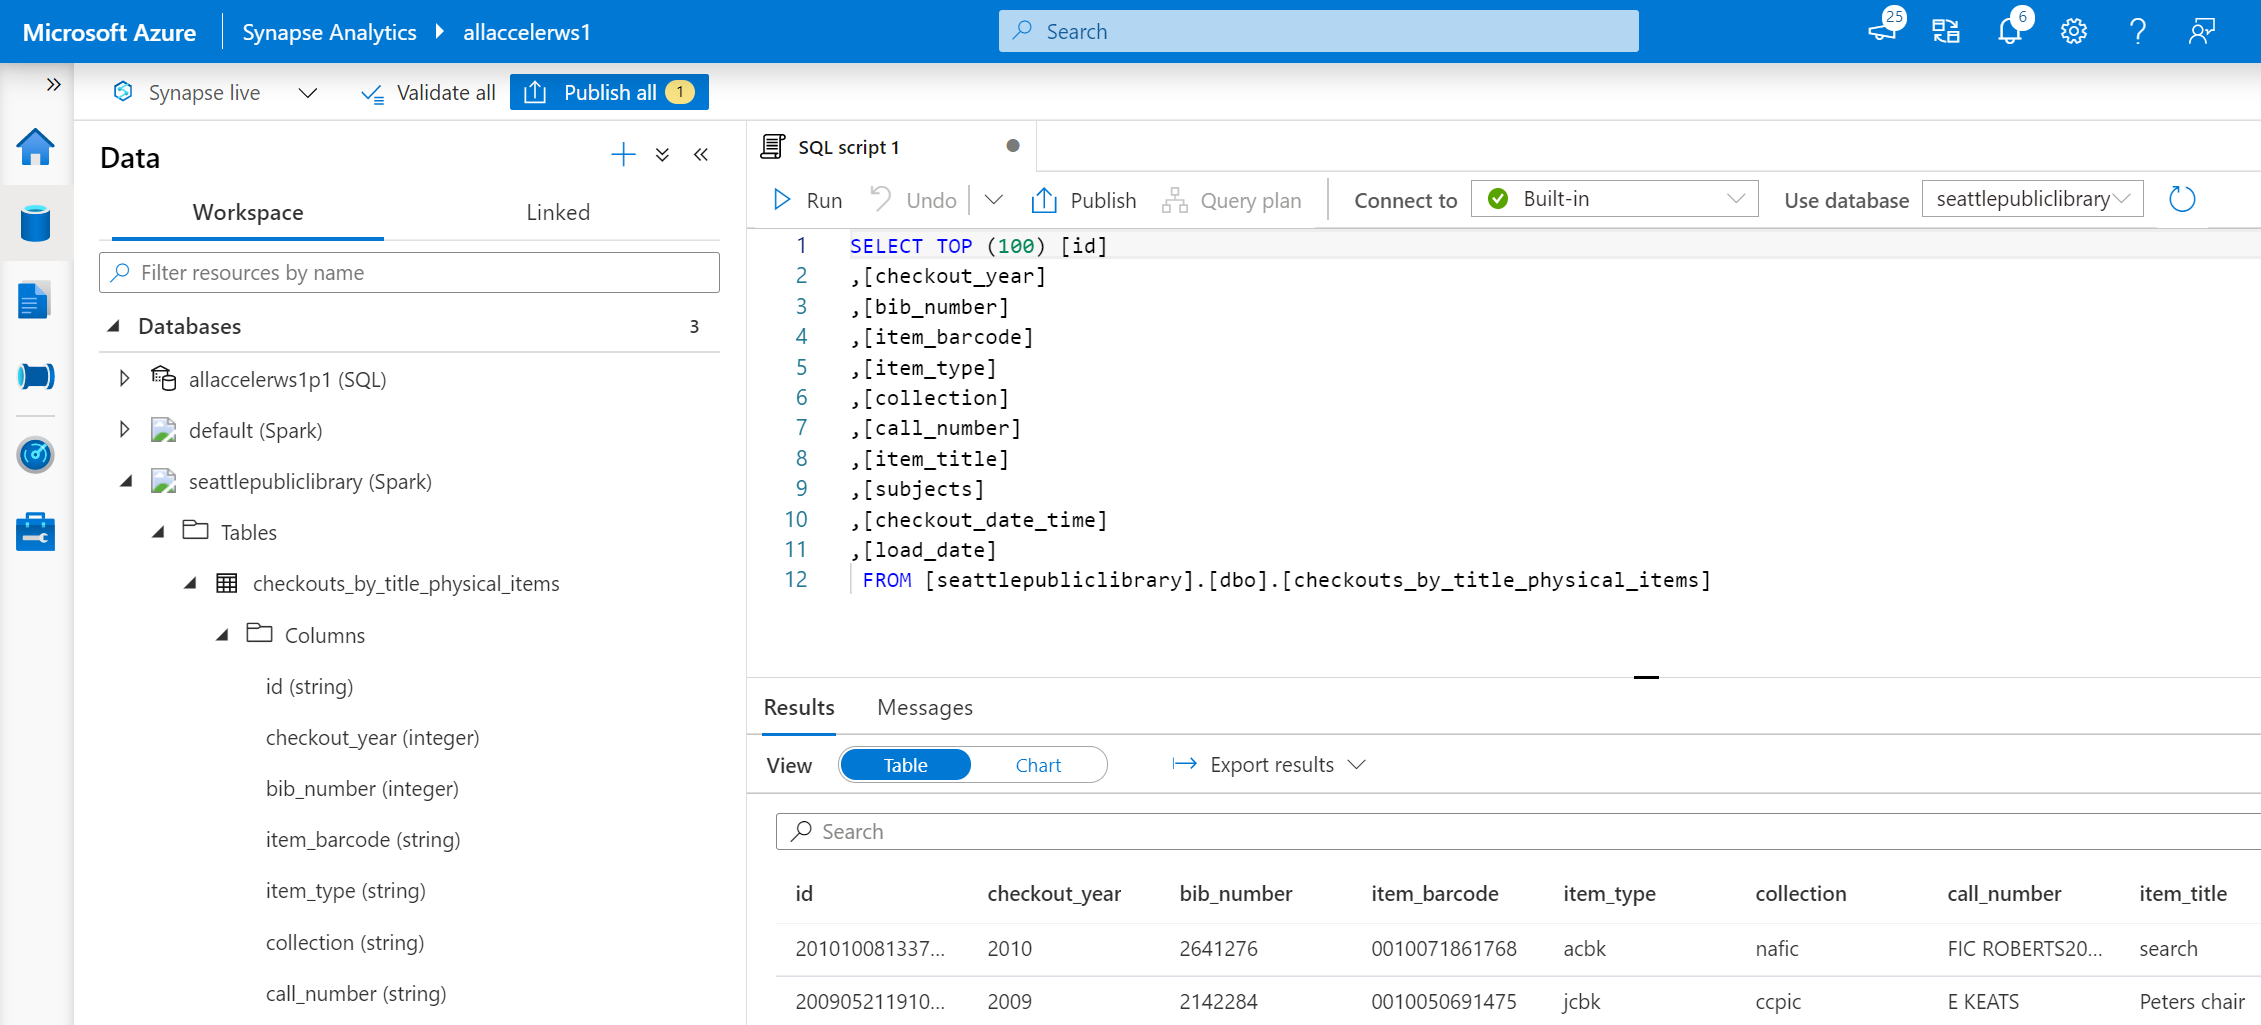 Microsoft Azure Synapse Analytics allaccelerws1 Search 25 6
Synapse live Validate all Publish all 1
Data
Workspace Linked
Filter resources by name
Databases 3
allaccelerws1p1 (SQL)
default (Spark)
seattlepubliclibrary (Spark)
Tables
checkouts_by_title_physical_items
Columns
id (string)
checkout_year (integer)
bib_number (integer)
item_barcode (string)
item_type (string)
collection (string)
call_number (string)
SQL script 1
Run Undo Publish Query plan Connect to Built-in Use database seattlepubliclibrary
1 SELECT TOP (100) [id]
2 ,[checkout_year]
3 ,[bib_number]
4 ,[item_barcode]
5 ,[item_type]
6 ,[collection]
7 ,[call_number]
8 ,[item_title]
9 ,[subjects]
10 ,[checkout_date_time]
11 ,[load_date]
12 FROM [seattlepubliclibrary].[dbo].[checkouts_by_title_physical_items]
Results Messages
View Table Chart Export results
Search
id checkout_year bib_number item_barcode item_type collection call_number item_title
201010081337... 2010 2641276 0010071861768 acbk nafic FIC ROBERTS20... search
200905211910... 2009 2142284 0010050691475 jcbk ccpic E KEATS Peters chair